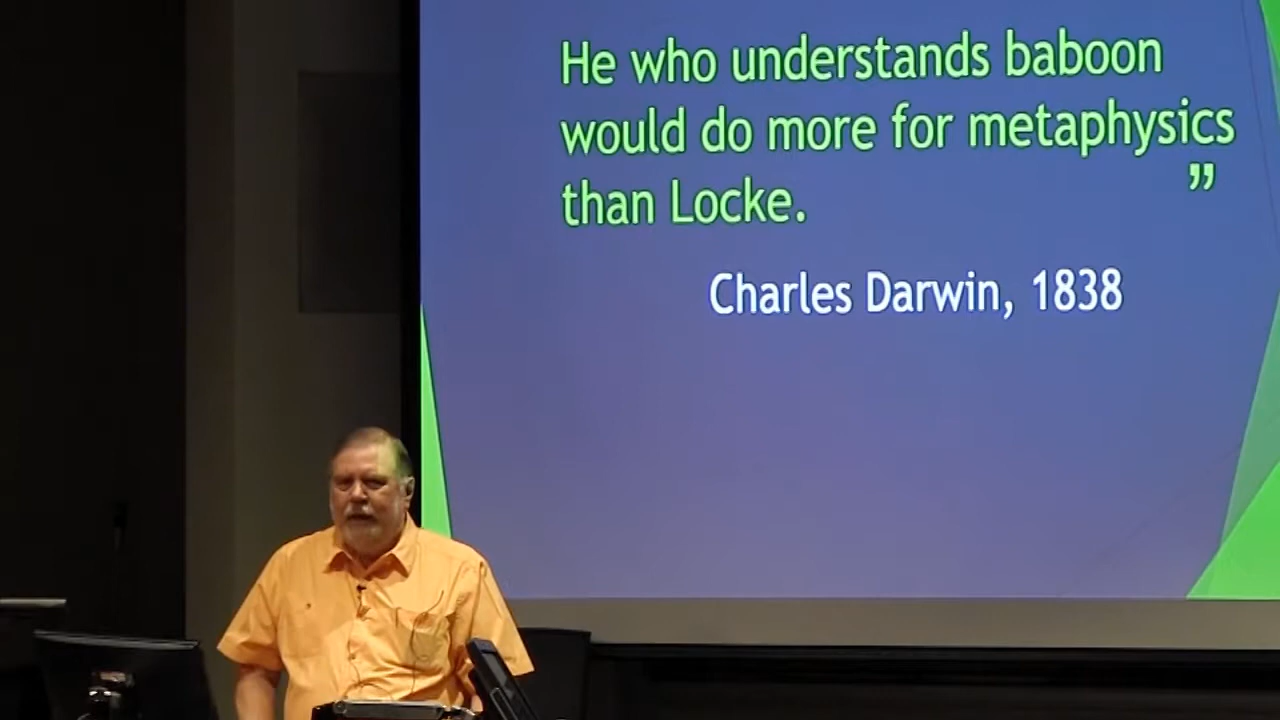 He who understands baboon
would do more for metaphysics
than Locke.
”
Charles Darwin, 1838